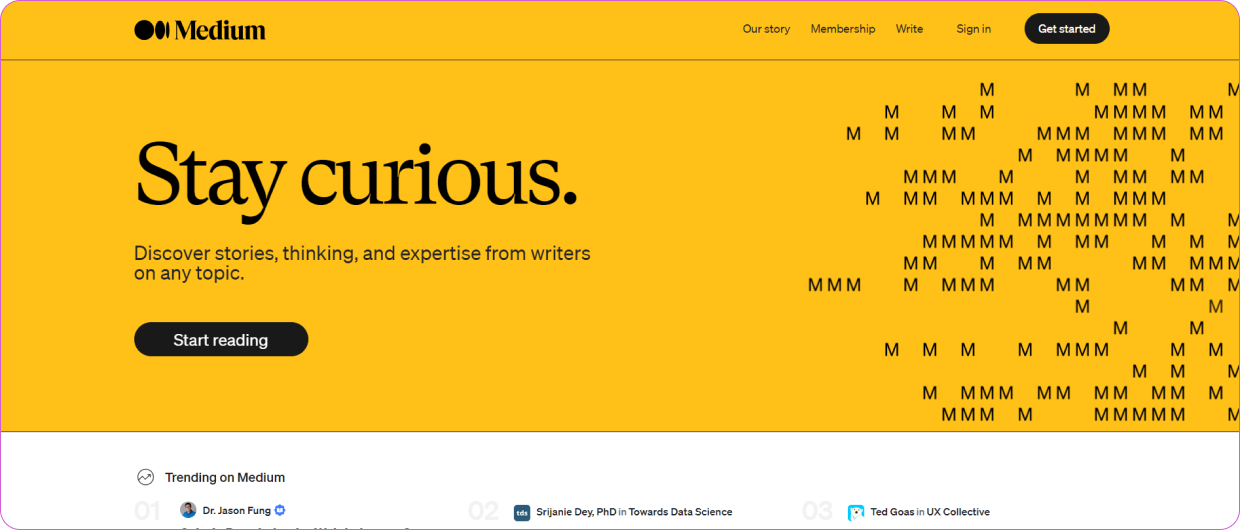 Medium
Our story Membership Write Sign in Get started
Stay curious.
Discover stories, thinking, and expertise from writers
on any topic.
Start reading
M M M M M
M M M M M M M M M
M M M M M M M M M M M M
M M M M M M
M M M M M M M M M
M M M M M M M M M M M
M M M M M M M M M M
M M M M M M M M M M M
M M M M M M M M M M
M M M M M M M M M M M M
M M
M M
M M M M M M M M M
M M M
M M M M M M M M M M M
M M M M M M M M M M
Trending on Medium
01 Dr. Jason Fung
02 tds Srijanie Dey, PhD in Towards Data Science
03 Ted Goas in UX Collective